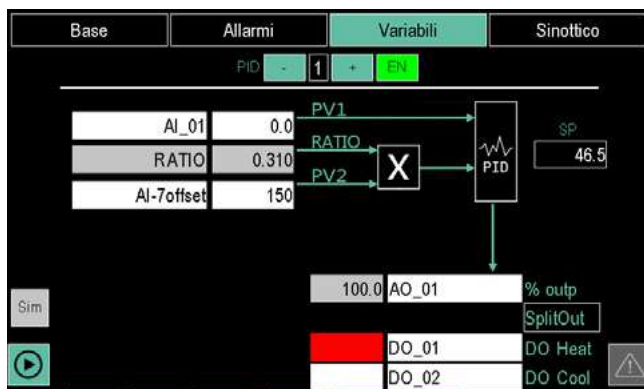 Base Allarmi Variabili Sinottico
PID - 1 + EN
PV1
AI_01 0.0
SP
RATIO
RATIO 0.310
X
PID
46.5
PV2
AI-7offset 150
100.0 AO_01 % outp
Sim
SplitOut
DO_01 DO Heat
DO_02 DO Cool